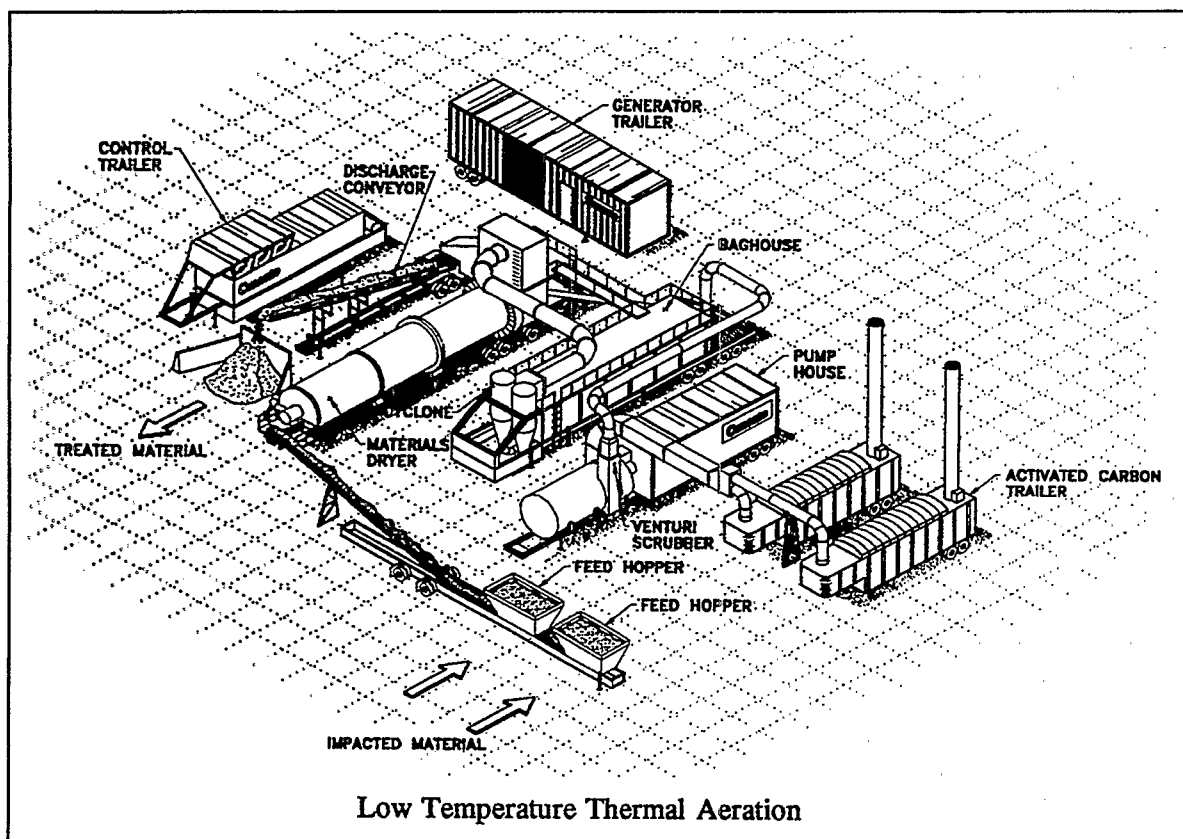 GENERATOR
TRAILER
CONTROL
TRAILER
DISCHARGE
CONVEYOR
BAGHOUSE
PUMP
HOUSE
CYCLONE
TREATED MATERIAL
MATERIALS
DRYER
ACTIVATED CARBON
TRAILER
VENTURI
SCRUBBER
FEED HOPPER
FEED HOPPER
IMPACTED MATERIAL
Low Temperature Thermal Aeration